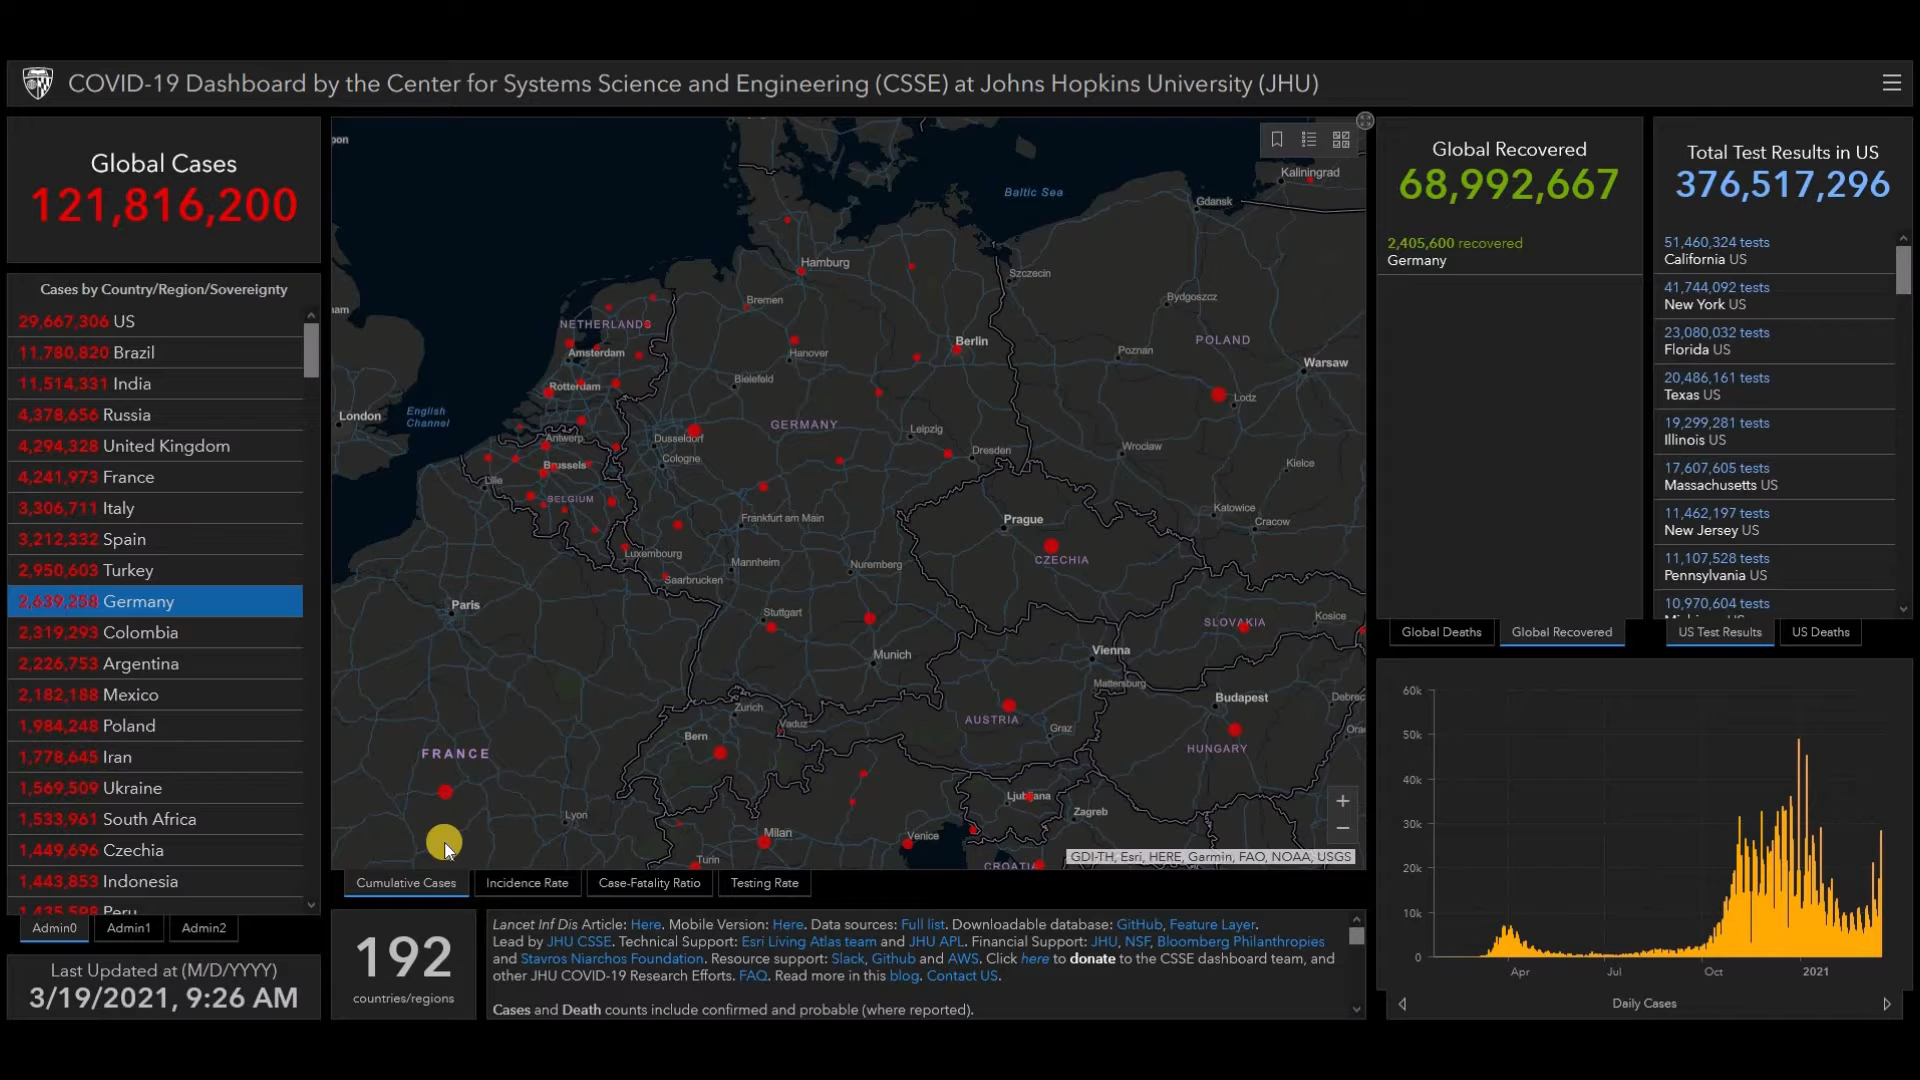 COVID-19 Dashboard by the Center for Systems Science and Engineering (CSSE) at Johns Hopkins University (JHU)
Global Cases
121,816,200
Cases by Country/Region/Sovereignty
29,667,306 US
11,780,820 Brazil
11,514,331 India
4,378,656 Russia
4,294,328 United Kingdom
4,241,973 France
3,306,711 Italy
3,212,332 Spain
2,950,603 Turkey
2,639,258 Germany
2,319,293 Colombia
2,226,753 Argentina
2,182,188 Mexico
1,984,248 Poland
1,778,645 Iran
1,569,509 Ukraine
1,533,961 South Africa
1,449,696 Czechia
1,443,853 Indonesia
1,435,598 Peru
Admin0
Admin1
Admin2
Last Updated at (M/D/YYYY)
3/19/2021, 9:26 AM
Baltic Sea
Kaliningrad
Gdansk
Hamburg
Szczecin
Bremen
Bydgoszcz
NETHERLANDS
Amsterdam
Hanover
Berlin
POLAND
Poznan
Warsaw
Bielefeld
Rotterdam
London
English
Channel
Lodz
GERMANY
Antwerp
Dusseldorf
Leipzig
Cologne
Dresden
Wroclaw
Brussels
Kielce
Lille
BELGIUM
Frankfurt am Main
Prague
Katowice
Cracow
Luxembourg
CZECHIA
Mannheim
Nuremberg
Saarbrucken
Paris
Stuttgart
SLOVAKIA
Kosice
Munich
Vienna
Mattersburg
Zurich
Budapest
Vaduz
AUSTRIA
Bern
Graz
HUNGARY
FRANCE
Ljubljana
Zagreb
Lyon
Milan
Venice
Turin
GDI-TH, Esri, HERE, Garmin, FAO, NOAA, USGS
Cumulative Cases
Incidence Rate
Case-Fatality Ratio
Testing Rate
192
countries/regions
Lancet Inf Dis Article: Here. Mobile Version: Here. Data sources: Full list. Downloadable database: GitHub, Feature Layer.
Lead by JHU CSSE. Technical Support: Esri Living Atlas team and JHU APL. Financial Support: JHU, NSF, Bloomberg Philanthropies
and Stavros Niarchos Foundation. Resource support: Slack, Github and AWS. Click here to donate to the CSSE dashboard team, and
other JHU COVID-19 Research Efforts. FAQ. Read more in this blog. Contact US.
Cases and Death counts include confirmed and probable (where reported).
Global Recovered
68,992,667
2,405,600 recovered
Germany
Global Deaths
Global Recovered
Total Test Results in US
376,517,296
51,460,324 tests
California US
41,744,092 tests
New York US
23,080,032 tests
Florida US
20,486,161 tests
Texas US
19,299,281 tests
Illinois US
17,607,605 tests
Massachusetts US
11,462,197 tests
New Jersey US
11,107,528 tests
Pennsylvania US
10,970,604 tests
US Test Results
US Deaths
60k
50k
40k
30k
20k
10k
0
Apr
Jul
Oct
2021
Daily Cases